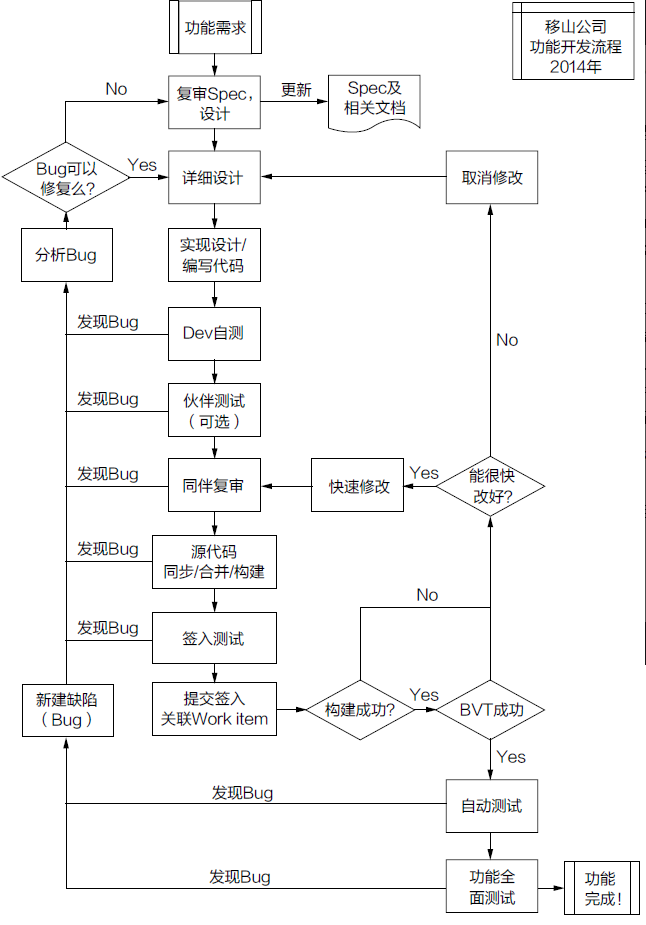 功能需求
移山公司
功能开发流程
2014年
No
复审Spec，
设计
更新
Spec及
相关文档
Bug可以
修复么？
Yes
详细设计
取消修改
分析Bug
实现设计/
编写代码
发现Bug
Dev自测
No
发现Bug
伙伴测试
（可选）
发现Bug
同伴复审
快速修改
Yes
能很快
改好？
发现Bug
源代码
同步/合并/构建
No
发现Bug
签入测试
新建缺陷
（Bug）
提交签入
关联Work item
构建成功？
Yes
BVT成功
Yes
发现Bug
自动测试
发现Bug
功能全
面测试
功能
完成！